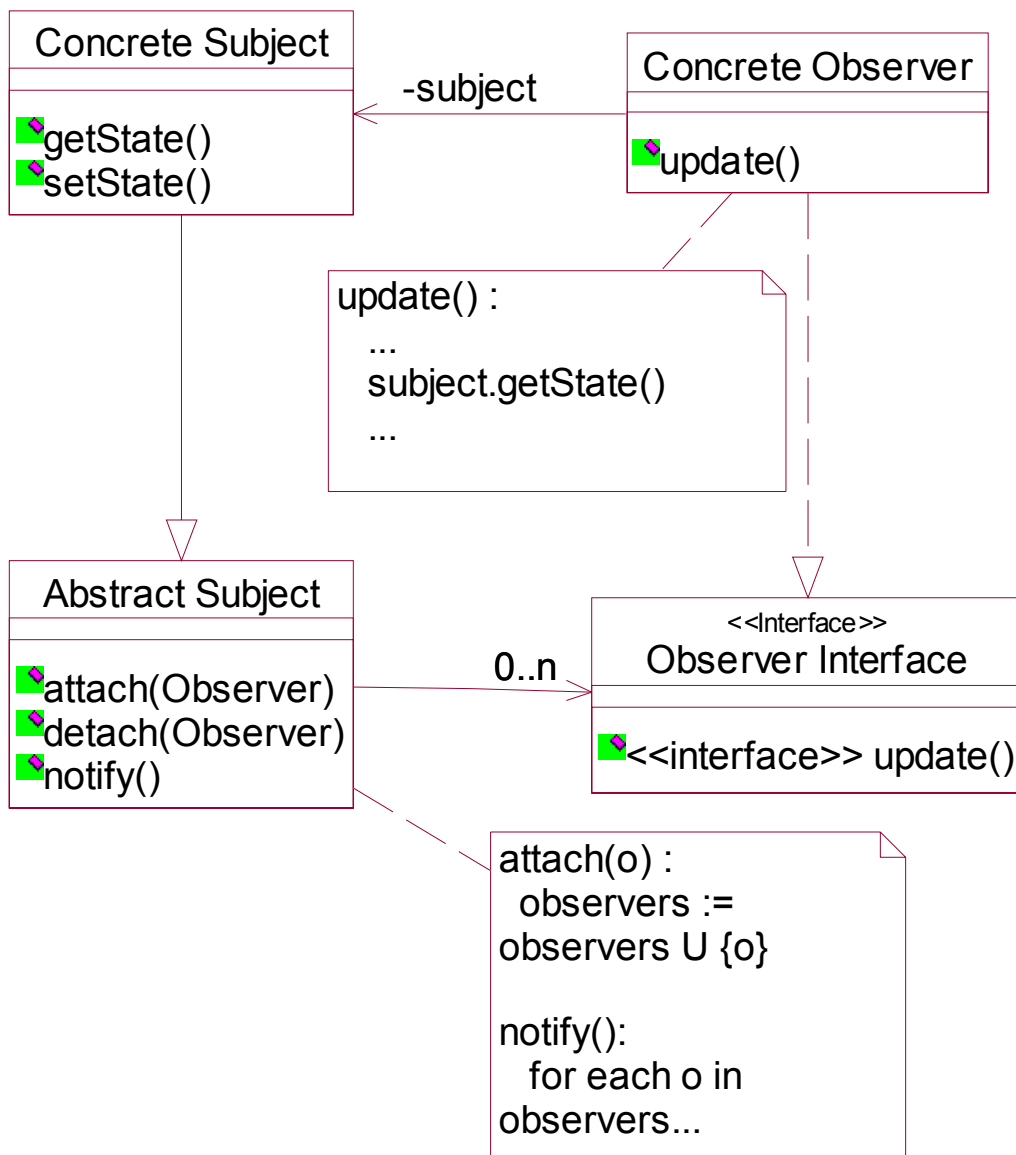 Concrete Subject
getState()
setState()
-subject
Concrete Observer
update()
update() :
...
subject.getState()
...
Abstract Subject
attach(Observer)
detach(Observer)
notify()
0..n
<<Interface>>
Observer Interface
<<interface>> update()
attach(o) :
observers :=
observers U {o}
notify():
for each o in
observers...